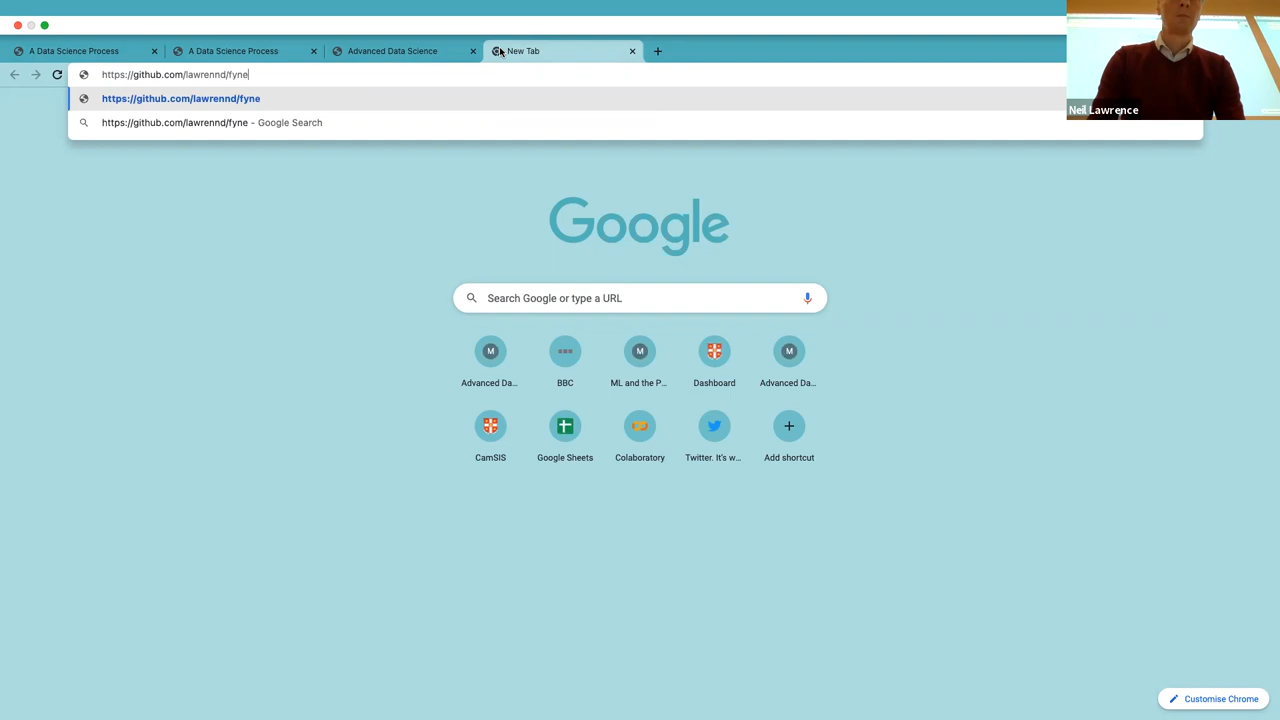 A Data Science Process
A Data Science Process
Advanced Data Science
New Tab
https://github.com/lawrennd/fyne
https://github.com/lawrennd/fyne
https://github.com/lawrennd/fyne - Google Search
Neil Lawrence
Google
Search Google or type a URL
M
M
M
Advanced Da...
BBC
ML and the P...
Dashboard
Advanced Da...
CamSIS
Google Sheets
Colaboratory
Twitter. It's w...
Add shortcut
Customise Chrome